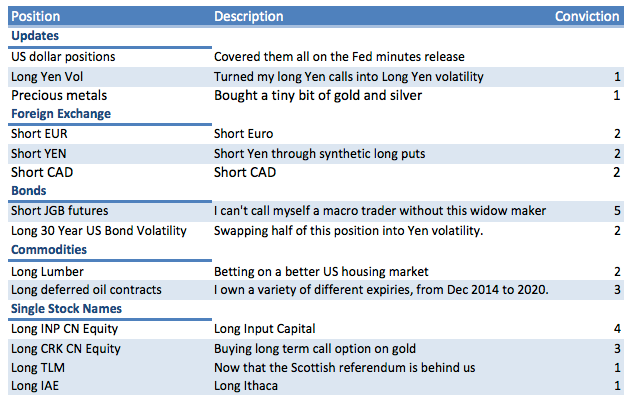 Position Description Conviction
Updates
US dollar positions Covered them all on the Fed minutes release
Long Yen Vol Turned my long Yen calls into Long Yen volatility 1
Precious metals Bought a tiny bit of gold and silver 1
Foreign Exchange
Short EUR Short Euro 2
Short YEN Short Yen through synthetic long puts 2
Short CAD Short CAD 2
Bonds
Short JGB futures I can't call myself a macro trader without this widow maker 5
Long 30 Year US Bond Volatility Swapping half of this position into Yen volatility. 2
Commodities
Long Lumber Betting on a better US housing market 2
Long deferred oil contracts I own a variety of different expiries, from Dec 2014 to 2020. 3
Single Stock Names
Long INP CN Equity Long Input Capital 4
Long CRK CN Equity Buying long term call option on gold 3
Long TLM Now that the Scottish referendum is behind us 1
Long IAE Long Ithaca 1